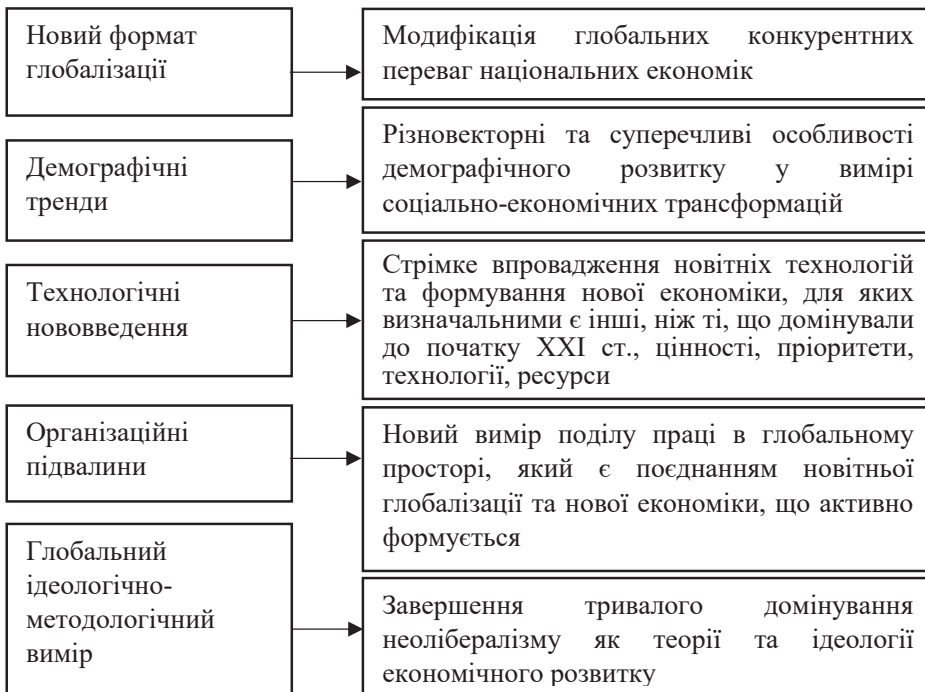 Новий формат
глобалізації
Модифікація глобальних конкурентних
переваг національних економік
Демографічні
тренди
Різновекторні та суперечливі особливості
демографічного розвитку у вимірі
соціально-економічних трансформацій
Технологічні
нововведення
Стрімке впровадження новітніх технологій
та формування нової економіки, для яких
визначальними є інші, ніж ті, що домінували
до початку ХХІ ст., цінності, пріоритети,
технології, ресурси
Організаційні
підвалини
Новий вимір поділу праці в глобальному
просторі, який є поєднанням новітньої
глобалізації та нової економіки, що активно
формується
Глобальний
ідеологічно-
методологічний
вимір
Завершення тривалого домінування
неолібералізму як теорії та ідеології
економічного розвитку